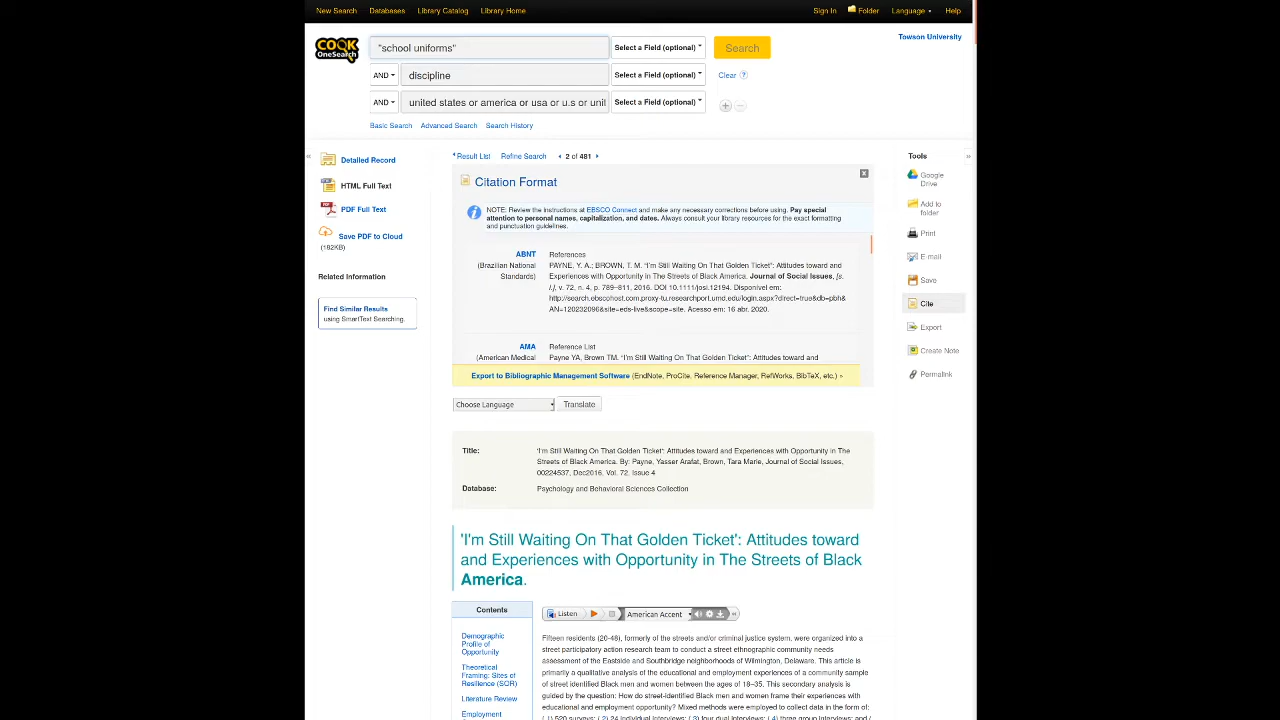 New Search Databases Library Catalog Library Home Sign In Folder Language Help
Towson University
COOK
OneSearch
"school uniforms" Select a Field (optional) Search
AND discipline Select a Field (optional) Clear ?
AND united states or america or usa or u.s or unit Select a Field (optional)
Basic Search Advanced Search Search History
« Result List Refine Search 2 of 481 Tools »
Detailed Record
HTML Full Text
PDF Full Text
Save PDF to Cloud
(192KB)
Related Information
Find Similar Results
using SmartText Searching.
Citation Format x
NOTE: Review the instructions at EBSCO Connect and make any necessary corrections before using. Pay special
attention to personal names, capitalization, and dates. Always consult your library resources for the exact formatting
and punctuation guidelines.
ABNT
(Brazilian National
Standards)
References
PAYNE, Y. A.; BROWN, T. M. "I'm Still Waiting On That Golden Ticket": Attitudes toward and
Experiences with Opportunity in The Streets of Black America. Journal of Social Issues, [s.
l.], v. 72, n. 4, p. 789–811, 2016. DOI 10.1111/josi.12194. Disponível em:
http://search.ebscohost.com.proxy-tu.researchport.umd.edu/login.aspx?direct=true&db=pbh&
AN=120232096&site=eds-live&scope=site. Acesso em: 16 abr. 2020.
AMA
(American Medical
Reference List
Payne YA, Brown TM. "I'm Still Waiting On That Golden Ticket": Attitudes toward and
Export to Bibliographic Management Software (EndNote, ProCite, Reference Manager, RefWorks, BibTeX, etc.) »
Google
Drive
Add to
folder
Print
E-mail
Save
Cite
Export
Create Note
Permalink
Choose Language Translate
Title: 'I'm Still Waiting On That Golden Ticket': Attitudes toward and Experiences with Opportunity in The
Streets of Black America. By: Payne, Yasser Arafat, Brown, Tara Marie, Journal of Social Issues,
00224537, Dec2016, Vol. 72, Issue 4
Database: Psychology and Behavioral Sciences Collection
'I'm Still Waiting On That Golden Ticket': Attitudes toward
and Experiences with Opportunity in The Streets of Black
America.
Contents
Demographic
Profile of
Opportunity
Theoretical
Framing: Sites of
Resilience (SOR)
Literature Review
Employment
Listen American Accent «
Fifteen residents (20-48), formerly of the streets and/or criminal justice system, were organized into a
street participatory action research team to conduct a street ethnographic community needs
assessment of the Eastside and Southbridge neighborhoods of Wilmington, Delaware. This article is
primarily a qualitative analysis of the educational and employment experiences of a community sample
of street identified Black men and women between the ages of 18–35. This secondary analysis is
guided by the question: How do street-identified Black men and women frame their experiences with
educational and employment opportunity? Mixed methods were employed to collect data in the form of:
(1) 520 surveys; (2) 24 individual interviews; (3) four dual interviews; (4) three group interviews; and /